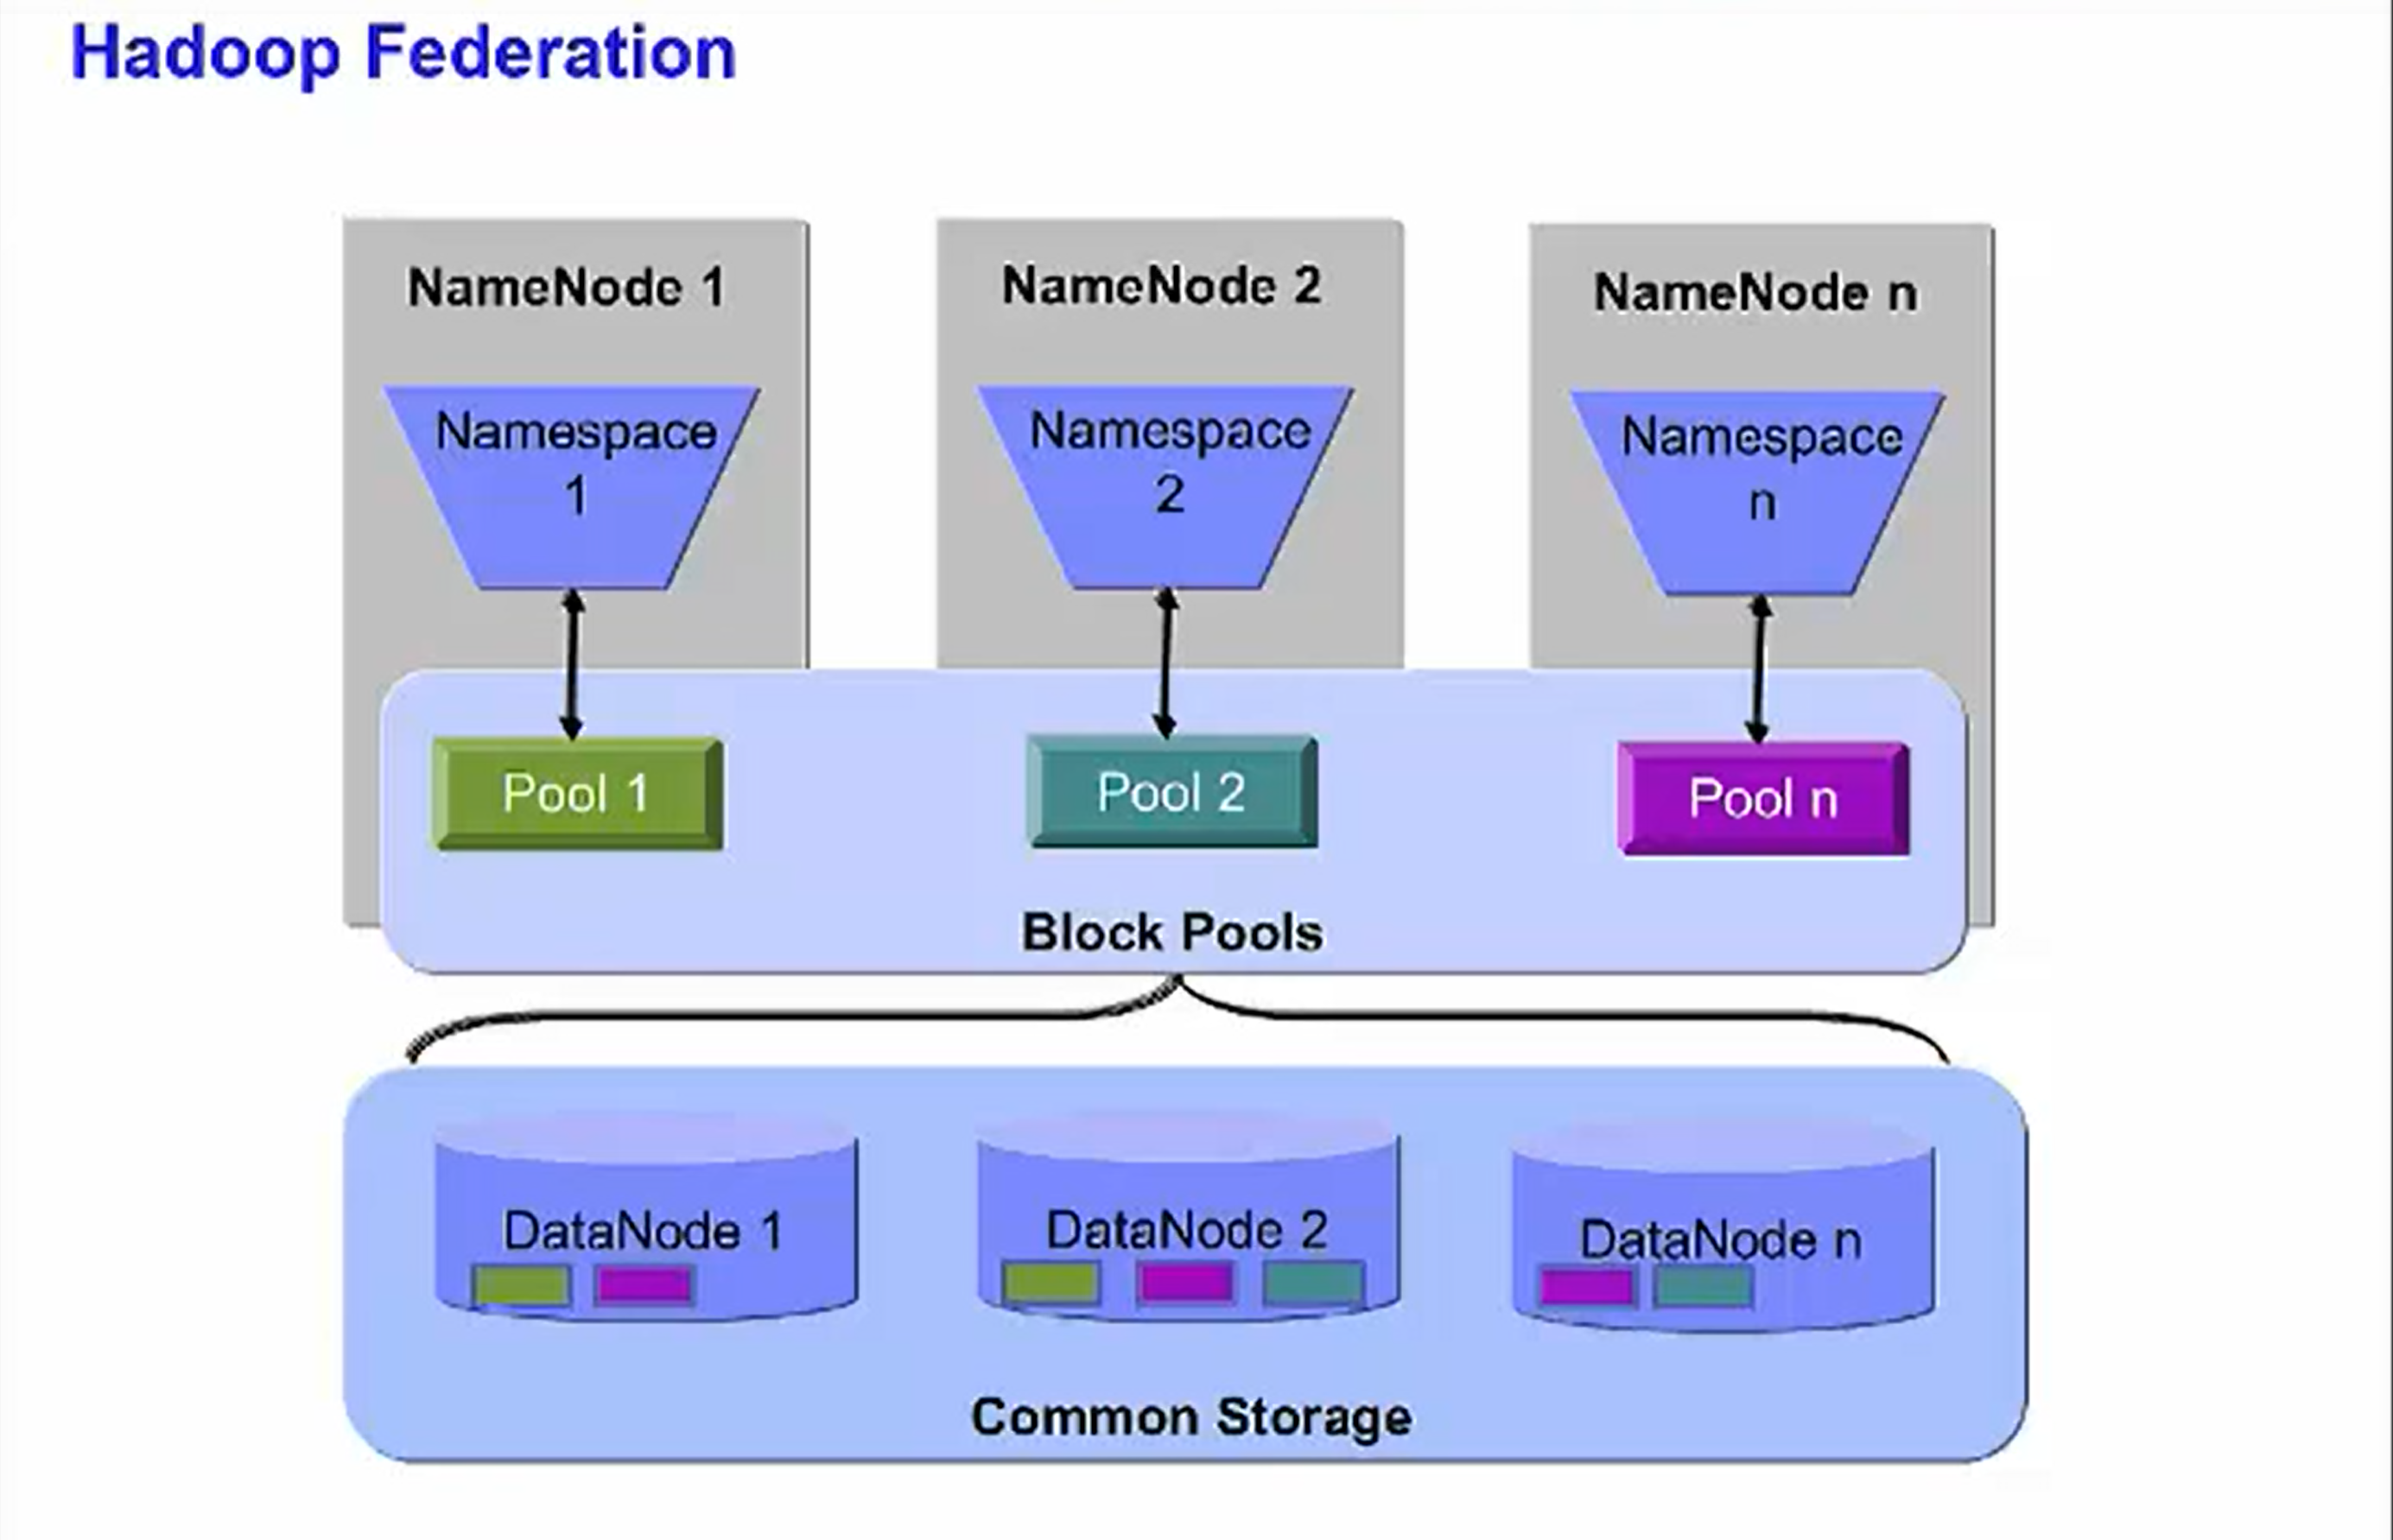 Hadoop Federation
NameNode 1
NameNode 2
NameNode n
Namespace
1
Namespace
2
Namespace
n
Pool 1
Pool 2
Pool n
Block Pools
DataNode 1
DataNode 2
DataNode n
Common Storage